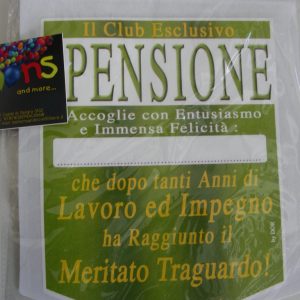 Il Club Esclusivo
PENSIONE
Accoglie con Entusiasmo
e Immensa Felicità :
che dopo tanti Anni di
Lavoro ed Impegno
ha Raggiunto il
Meritato Traguardo!
ns
and more...